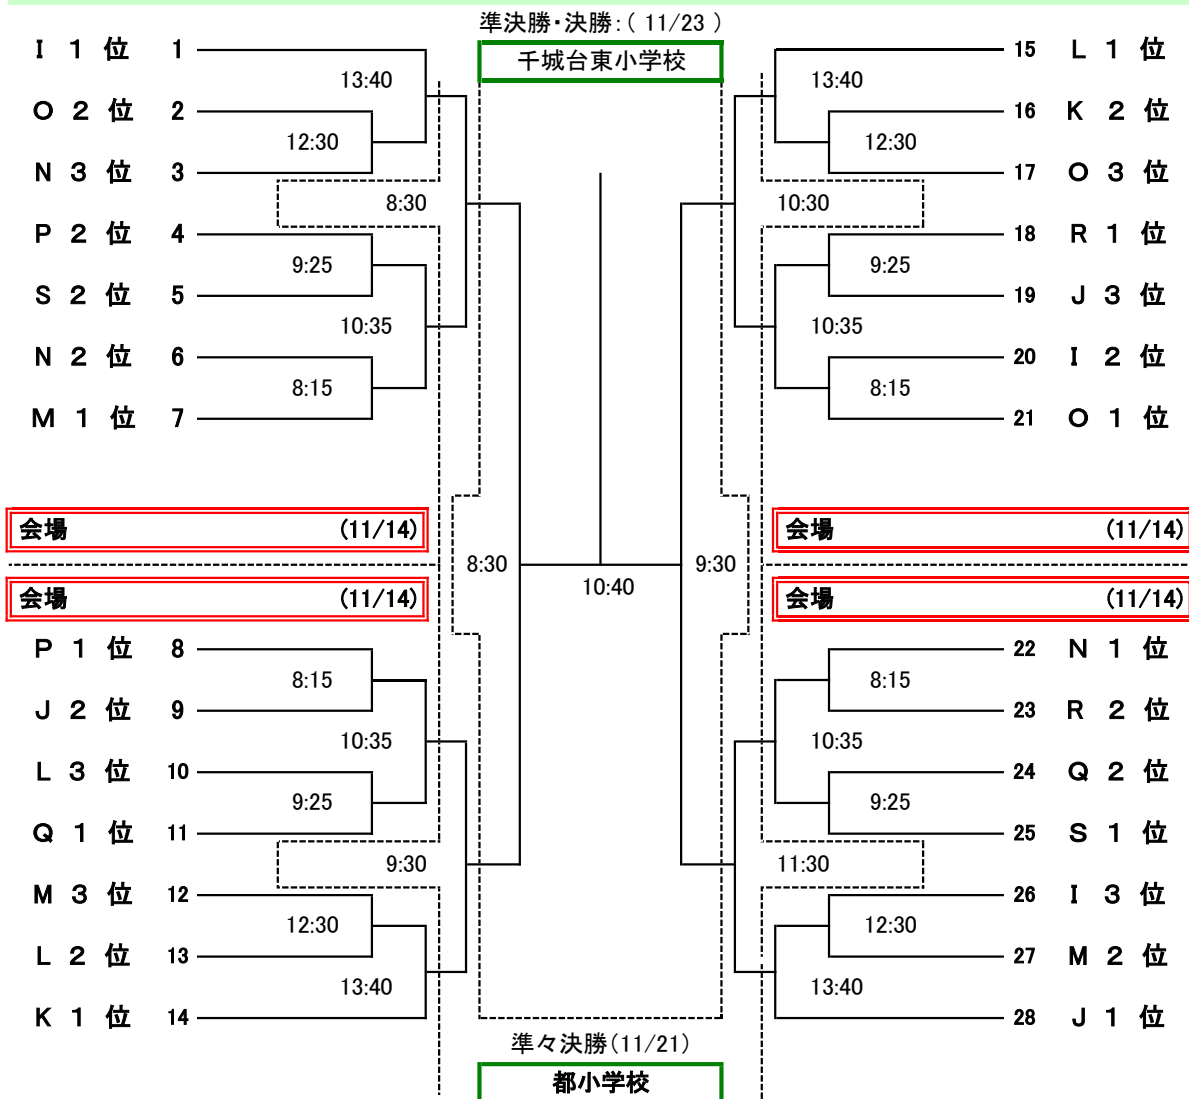 準決勝・決勝:( 11/23 )
千城台東小学校
I 1 位 1
13:40
O 2 位 2
12:30
N 3 位 3
8:30
P 2 位 4
9:25
S 2 位 5
10:35
N 2 位 6
8:15
M 1 位 7
会場 (11/14)
8:30
会場 (11/14)
P 1 位 8
8:15
J 2 位 9
10:35
L 3 位 10
9:25
Q 1 位 11
9:30
M 3 位 12
12:30
L 2 位 13
13:40
K 1 位 14
10:40
15 L 1 位
13:40
16 K 2 位
12:30
17 O 3 位
10:30
18 R 1 位
9:25
19 J 3 位
10:35
20 I 2 位
8:15
21 O 1 位
会場 (11/14)
9:30
会場 (11/14)
22 N 1 位
8:15
23 R 2 位
10:35
24 Q 2 位
9:25
25 S 1 位
11:30
26 I 3 位
12:30
27 M 2 位
13:40
28 J 1 位
準々決勝(11/21)
都小学校